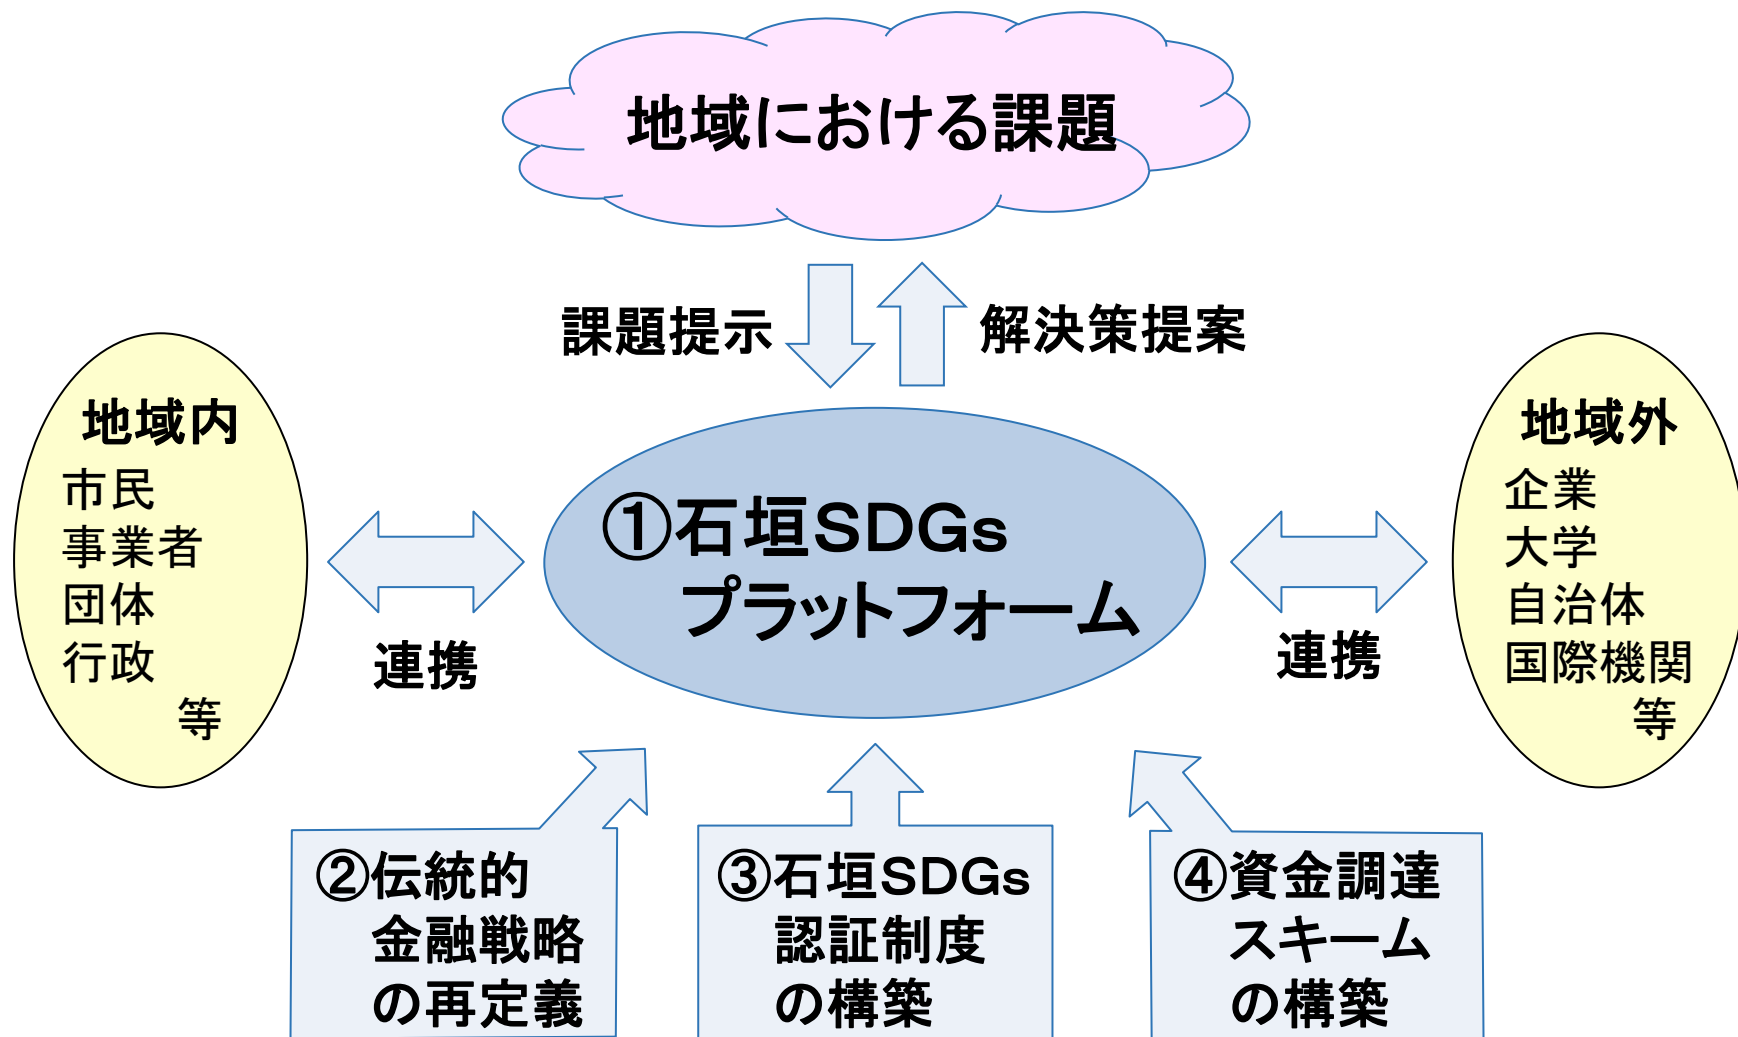 地域における課題
課題提示
解決策提案
地域内
市民
事業者
団体
行政
等
連携
①石垣SDGs
プラットフォーム
連携
地域外
企業
大学
自治体
国際機関
等
②伝統的
金融戦略
の再定義
③石垣SDGs
認証制度
の構築
④資金調達
スキーム
の構築